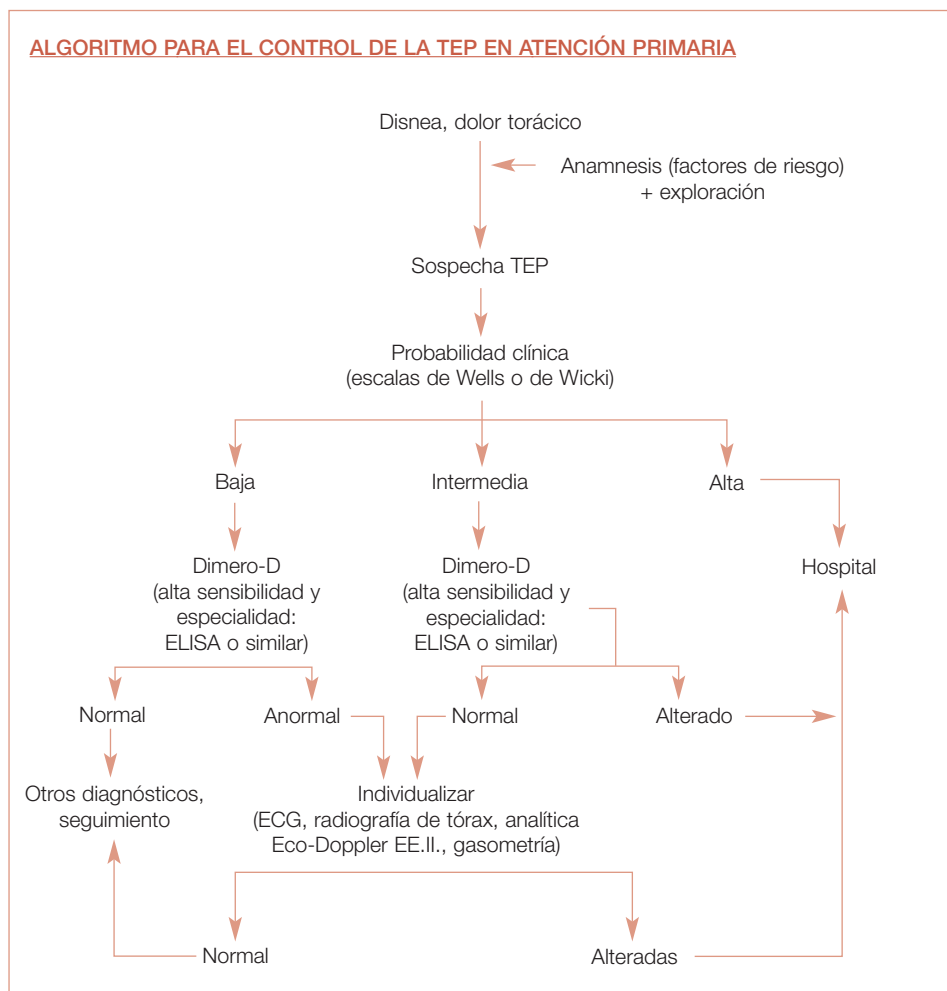 ALGORITMO PARA EL CONTROL DE LA TEP EN ATENCIÓN PRIMARIA
Disnea, dolor torácico
Anamnesis (factores de riesgo)
+ exploración
Sospecha TEP
Probabilidad clínica
(escalas de Wells o de Wicki)
Baja
Intermedia
Alta
Dimero-D
(alta sensibilidad y
especialidad:
ELISA o similar)
Dimero-D
(alta sensibilidad y
especialidad:
ELISA o similar)
Hospital
Normal
Anormal
Normal
Alterado
Otros diagnósticos,
seguimiento
Individualizar
(ECG, radiografía de tórax, analítica
Eco-Doppler EE.II., gasometría)
Normal
Alteradas